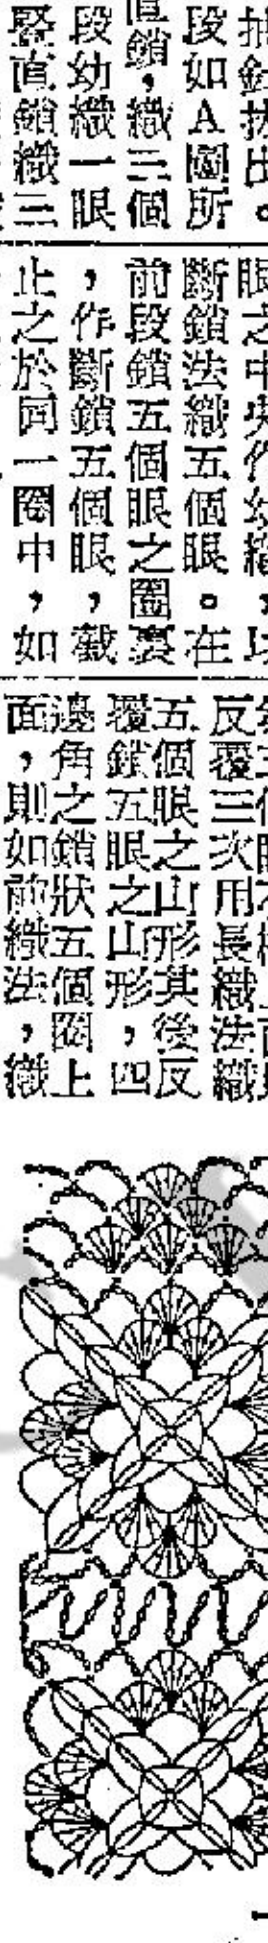 段如A圖所
直鎖，織三個
段幼織一眼
竪直鎖織三
眼之中央作幼織，
斷鎖法織五個眼。在
前段鎖五個眼之圈裏
，作斷鎖五個眼，截
止之於同一圈中，如
反覆三次用長織法織
五個眼之山形其後反
覆鎖五眼之山形，四
邊角之鎖狀五個圈上
面，則如前織法，織